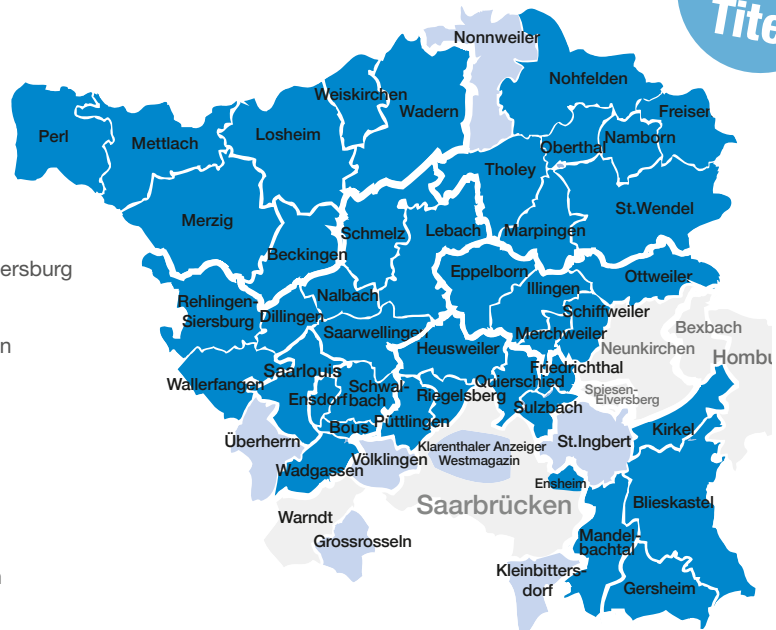 Tite
Nonnweiler
Nohfelden
Weiskirchen
Wadern
Freisen
Perl
Mettlach
Losheim
Oberthal
Namborn
Tholey
Merzig
St.Wendel
Schmelz
Lebach
Marpingen
Beckingen
ersburg
Eppelborn
Ottweiler
Illingen
Nalbach
Rehlingen-
Siersburg
Dillingen
Schiffweiler
Saarwellingen
Merchweiler
Bexbach
n
Heusweiler
Neunkirchen
Hombu
Saarlouis
Friedrichthal
Wallerfangen
Quierschied
Schwal-
bach
Ensdorf
Riegelsberg
Spiesen-
Elversberg
Sulzbach
Püttlingen
Bous
Kirkel
Überherrn
St.Ingbert
Klarenthaler Anzeiger
Westmagazin
Völklingen
Wadgassen
Ensheim
Saarbrücken
Blieskastel
Warndt
Mandel-
bachtal
Grossrosseln
Kleinbitters-
dorf
Gersheim